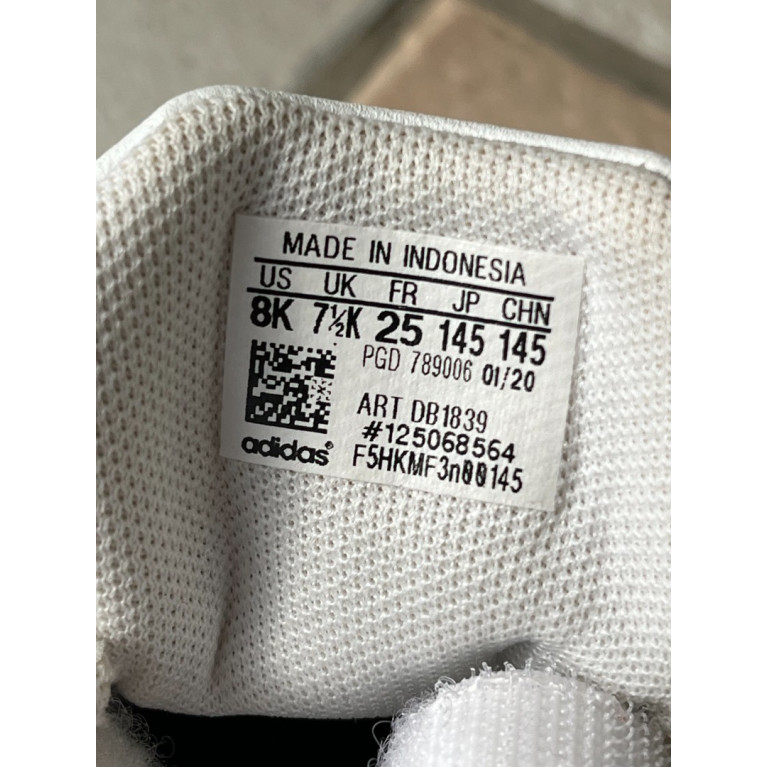 MADE IN INDONESIA
US UK FR JP CHN
8K 7½K 25 145 145
PGD 789006 01/20
ART DB1839
#125068564
adidas® F5HKMF3n00145